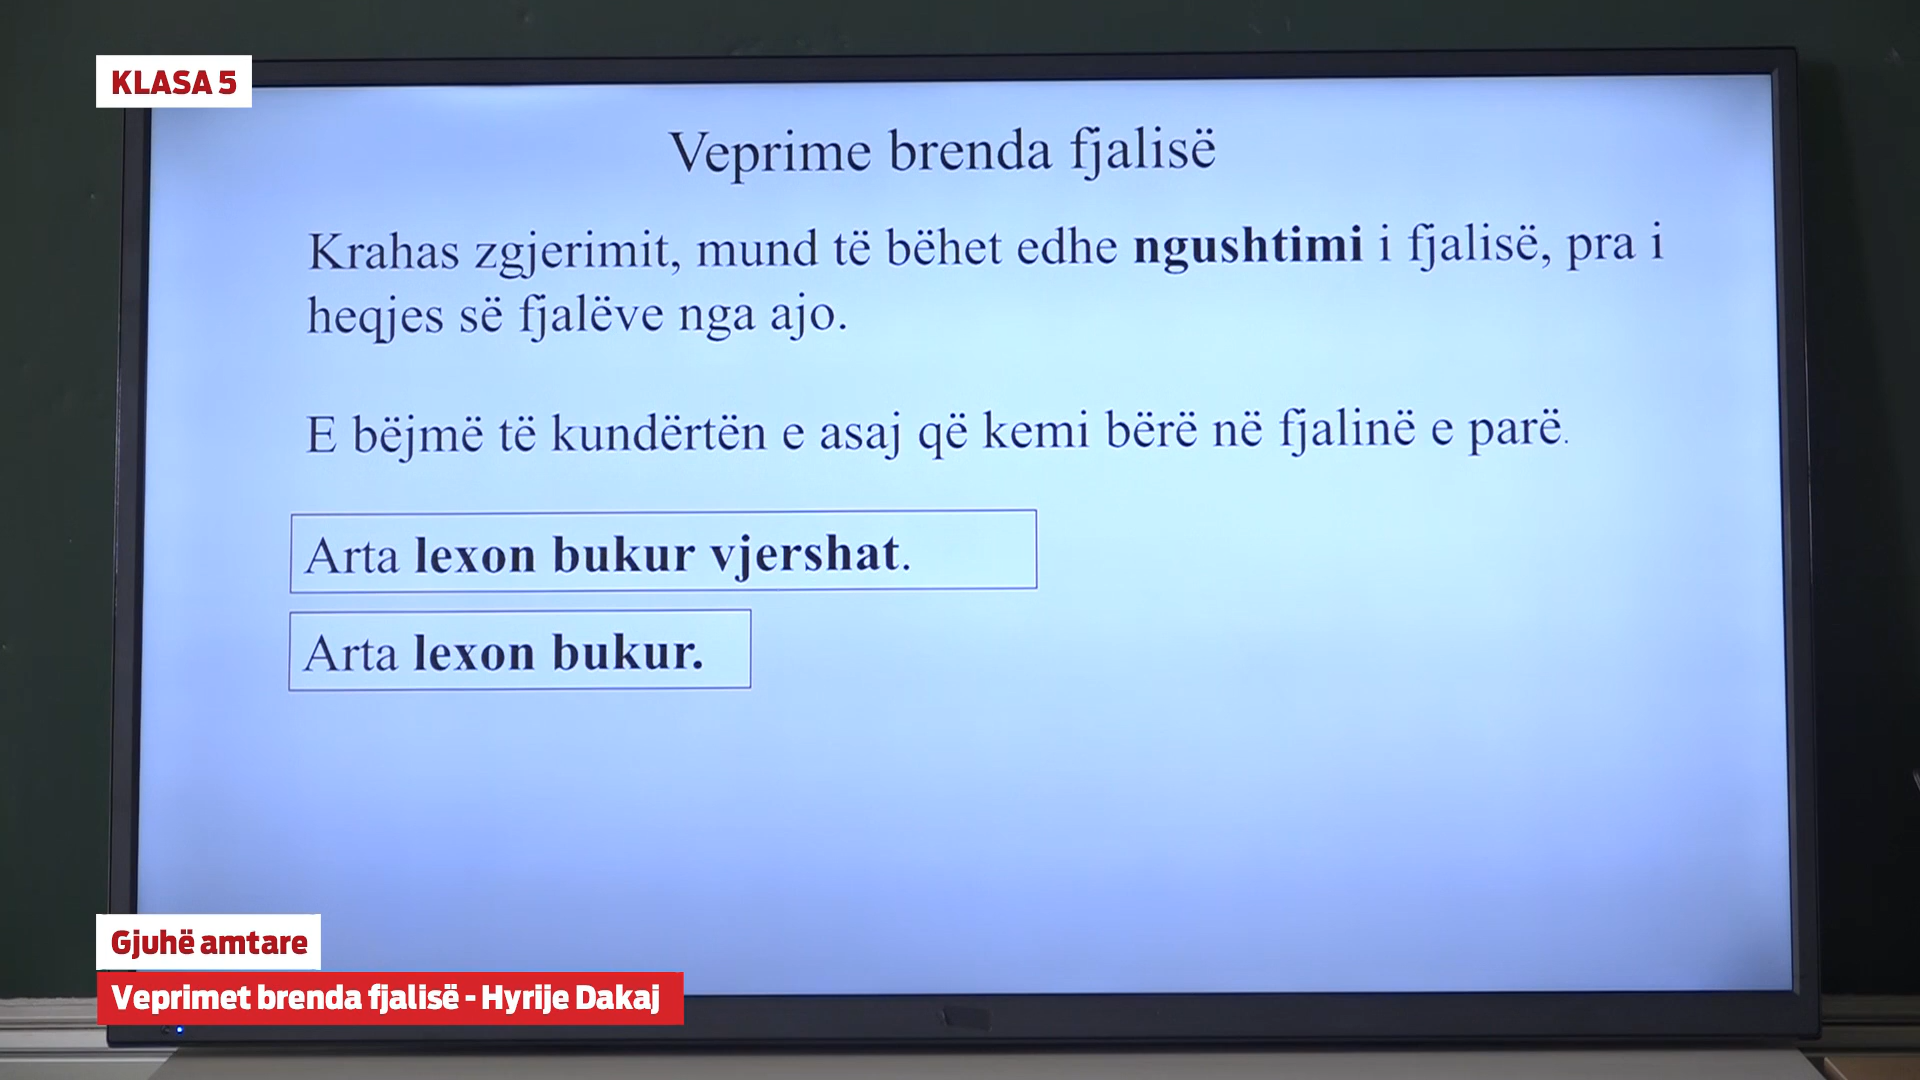 KLASA 5
Veprime brenda fjalisë
Krahas zgjerimit, mund të bëhet edhe ngushtimi i fjalisë, pra i
heqjes së fjalëve nga ajo.
E bëjmë të kundërtën e asaj që kemi bërë në fjalinë e parë.
Arta lexon bukur vjershat.
Arta lexon bukur.
Gjuhë amtare
Veprimet brenda fjalisë - Hyrije Dakaj